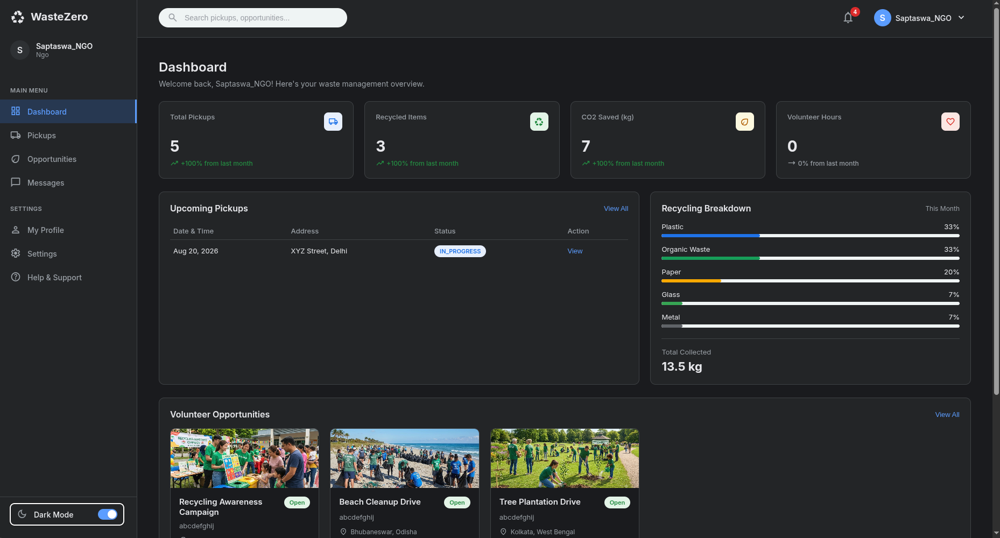 WasteZero
Search pickups, opportunities...
4
S
Saptaswa_NGO
S
Saptaswa_NGO
Ngo
MAIN MENU
Dashboard
Pickups
Opportunities
Messages
SETTINGS
My Profile
Settings
Help & Support
Dark Mode
Dashboard
Welcome back, Saptaswa_NGO! Here's your waste management overview.
Total Pickups
5
+100% from last month
Recycled Items
3
+100% from last month
CO2 Saved (kg)
7
+100% from last month
Volunteer Hours
0
0% from last month
Upcoming Pickups
View All
Date & Time Address Status Action
Aug 20, 2026 XYZ Street, Delhi IN_PROGRESS View
Recycling Breakdown
This Month
Plastic 33%
Organic Waste 33%
Paper 20%
Glass 7%
Metal 7%
Total Collected
13.5 kg
Volunteer Opportunities
View All
RECYCLING AWARENESS
CAMPAIGN
Recycling Awareness
Campaign
Open
abcdefghij
Beach Cleanup Drive
Open
abcdefghij
Bhubaneswar, Odisha
Tree Plantation Drive
Open
abcdefghij
Kolkata, West Bengal